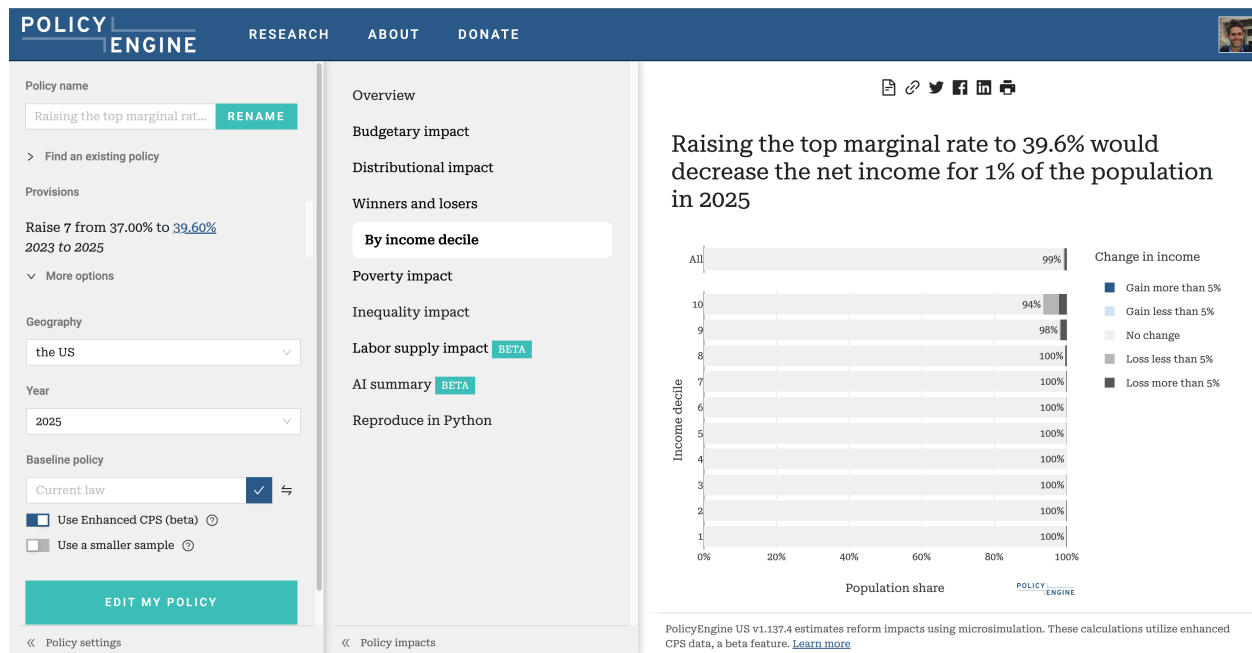 POLICY
ENGINE
RESEARCH
ABOUT
DONATE
Policy name
Raising the top marginal rat...
RENAME
Find an existing policy
Provisions
Raise 7 from 37.00% to 39.60%
2023 to 2025
More options
Geography
the US
Year
2025
Baseline policy
Current law
Use Enhanced CPS (beta) ?
Use a smaller sample ?
EDIT MY POLICY
« Policy settings
Overview
Budgetary impact
Distributional impact
Winners and losers
By income decile
Poverty impact
Inequality impact
Labor supply impact BETA
AI summary BETA
Reproduce in Python
« Policy impacts
Raising the top marginal rate to 39.6% would
decrease the net income for 1% of the population
in 2025
All 99%
10 94%
9 98%
8 100%
7 100%
6 100%
5 100%
4 100%
3 100%
2 100%
1 100%
Income decile
0% 20% 40% 60% 80% 100%
Population share
POLICY
ENGINE
Change in income
Gain more than 5%
Gain less than 5%
No change
Loss less than 5%
Loss more than 5%
PolicyEngine US v1.137.4 estimates reform impacts using microsimulation. These calculations utilize enhanced
CPS data, a beta feature. Learn more